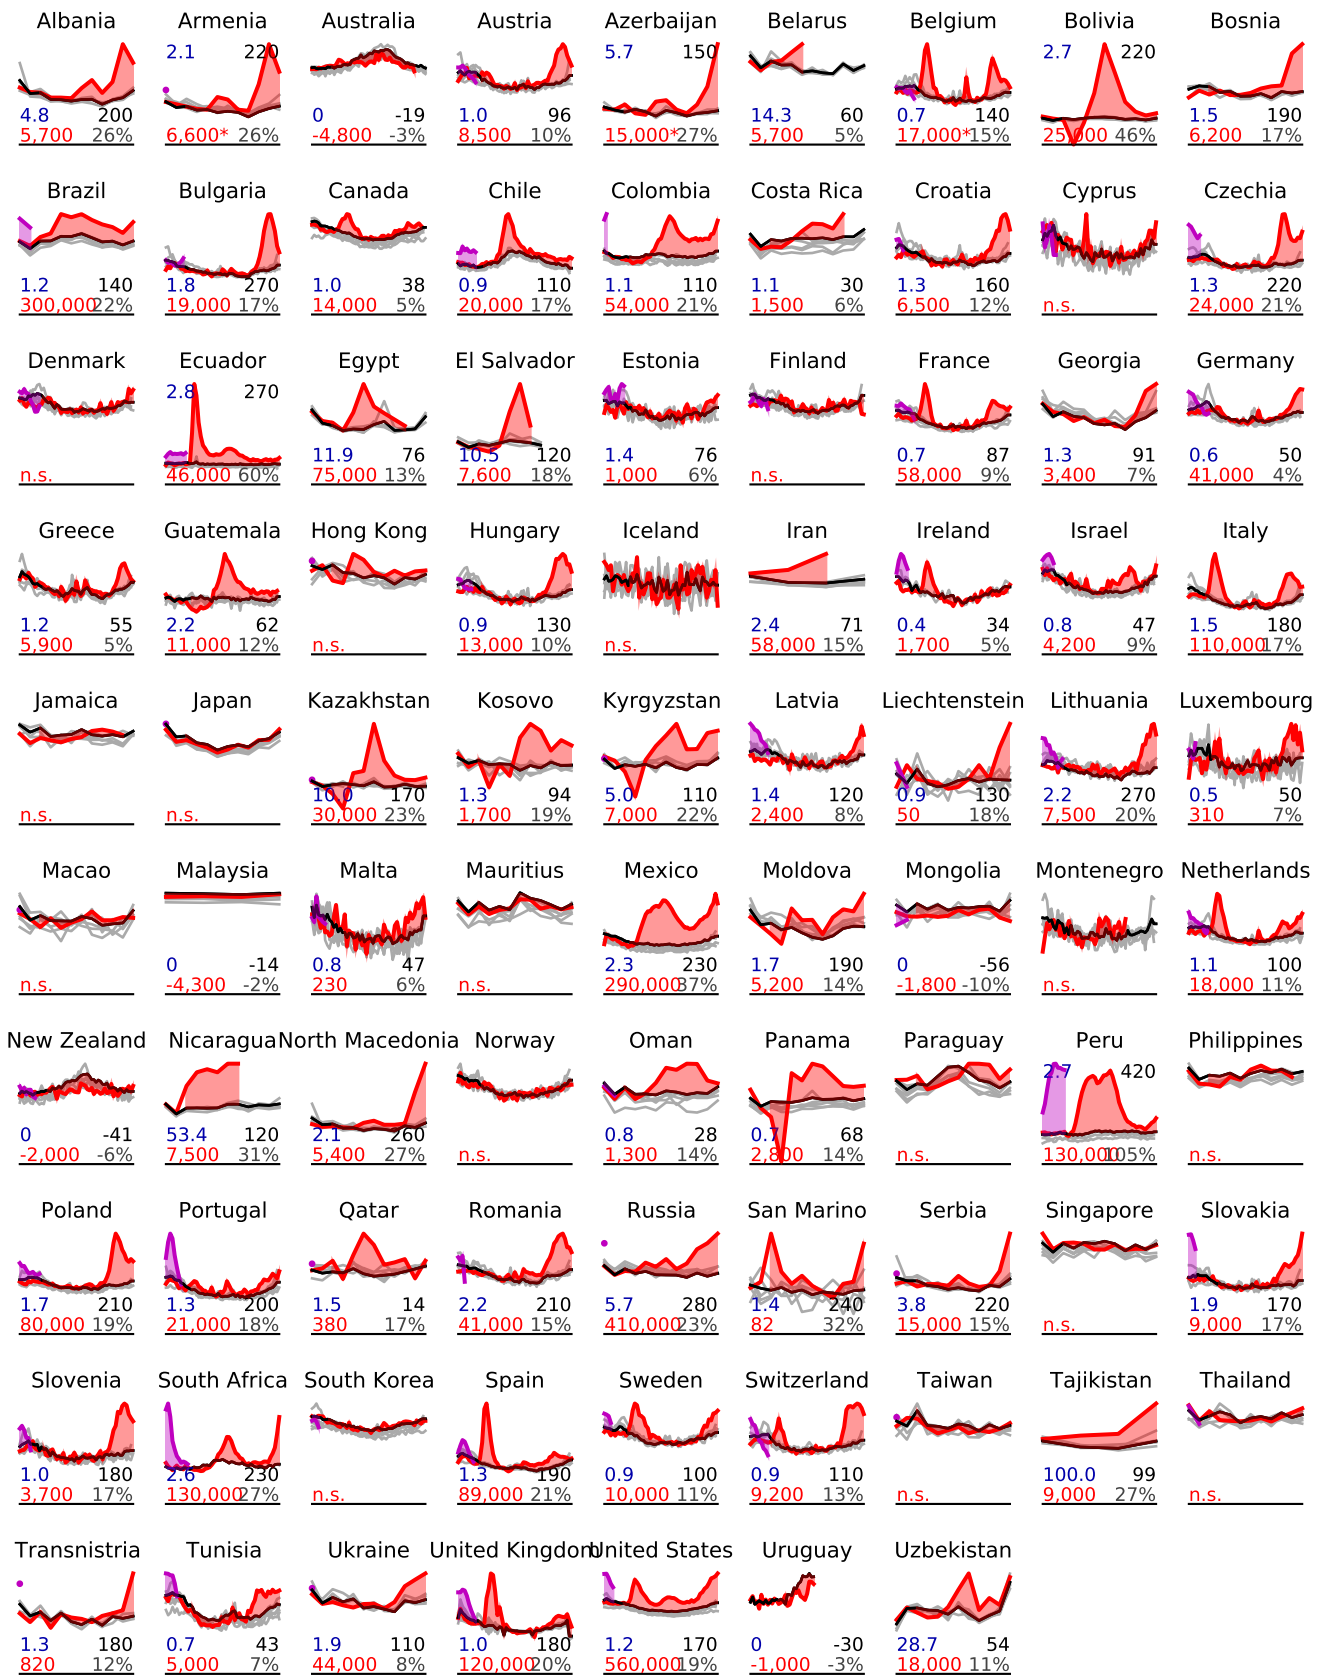 Albania Armenia Australia Austria Azerbaijan Belarus Belgium Bolivia Bosnia
2.1 220 5.7 150 2.7 220
4.8 200 0 -19 1.0 96 14.3 60 0.7 140 1.5 190
5,700 26% 6,600* 26% -4,800 -3% 8,500 10% 15,000* 27% 5,700 5% 17,000* 15% 25,000 46% 6,200 17%
Brazil Bulgaria Canada Chile Colombia Costa Rica Croatia Cyprus Czechia
1.2 140 1.8 270 1.0 38 0.9 110 1.1 110 1.1 30 1.3 160 1.3 220
300,000 22% 19,000 17% 14,000 5% 20,000 17% 54,000 21% 1,500 6% 6,500 12% n.s. 24,000 21%
Denmark Ecuador Egypt El Salvador Estonia Finland France Georgia Germany
2.8 270
11.9 76 10.5 120 1.4 76 0.7 87 1.3 91 0.6 50
n.s. 46,000 60% 75,000 13% 7,600 18% 1,000 6% n.s. 58,000 9% 3,400 7% 41,000 4%
Greece Guatemala Hong Kong Hungary Iceland Iran Ireland Israel Italy
1.2 55 2.2 62 0.9 130 2.4 71 0.4 34 0.8 47 1.5 180
5,900 5% 11,000 12% n.s. 13,000 10% n.s. 58,000 15% 1,700 5% 4,200 9% 110,000 17%
Jamaica Japan Kazakhstan Kosovo Kyrgyzstan Latvia Liechtenstein Lithuania Luxembourg
10.0 170 1.3 94 5.0 110 1.4 120 0.9 130 2.2 270 0.5 50
n.s. n.s. 30,000 23% 1,700 19% 7,000 22% 2,400 8% 50 18% 7,500 20% 310 7%
Macao Malaysia Malta Mauritius Mexico Moldova Mongolia Montenegro Netherlands
0 -14 0.8 47 2.3 230 1.7 190 0 -56 1.1 100
n.s. -4,300 -2% 230 6% n.s. 290,000 37% 5,200 14% -1,800 -10% n.s. 18,000 11%
New Zealand Nicaragua North Macedonia Norway Oman Panama Paraguay Peru Philippines
2.7 420
0 -41 53.4 120 2.1 260 0.8 28 0.7 68
-2,000 -6% 7,500 31% 5,400 27% n.s. 1,300 14% 2,800 14% n.s. 130,000 105% n.s.
Poland Portugal Qatar Romania Russia San Marino Serbia Singapore Slovakia
1.7 210 1.3 200 1.5 14 2.2 210 5.7 280 1.4 240 3.8 220 1.9 170
80,000 19% 21,000 18% 380 17% 41,000 15% 410,000 23% 82 32% 15,000 15% n.s. 9,000 17%
Slovenia South Africa South Korea Spain Sweden Switzerland Taiwan Tajikistan Thailand
1.0 180 2.6 230 1.3 190 0.9 100 0.9 110 100.0 99
3,700 17% 130,000 27% n.s. 89,000 21% 10,000 11% 9,200 13% n.s. 9,000 27% n.s.
Transnistria Tunisia Ukraine United Kingdom United States Uruguay Uzbekistan
1.3 180 0.7 43 1.9 110 1.0 180 1.2 170 0 -30 28.7 54
820 12% 5,000 7% 44,000 8% 120,000 20% 560,000 19% -1,000 -3% 18,000 11%